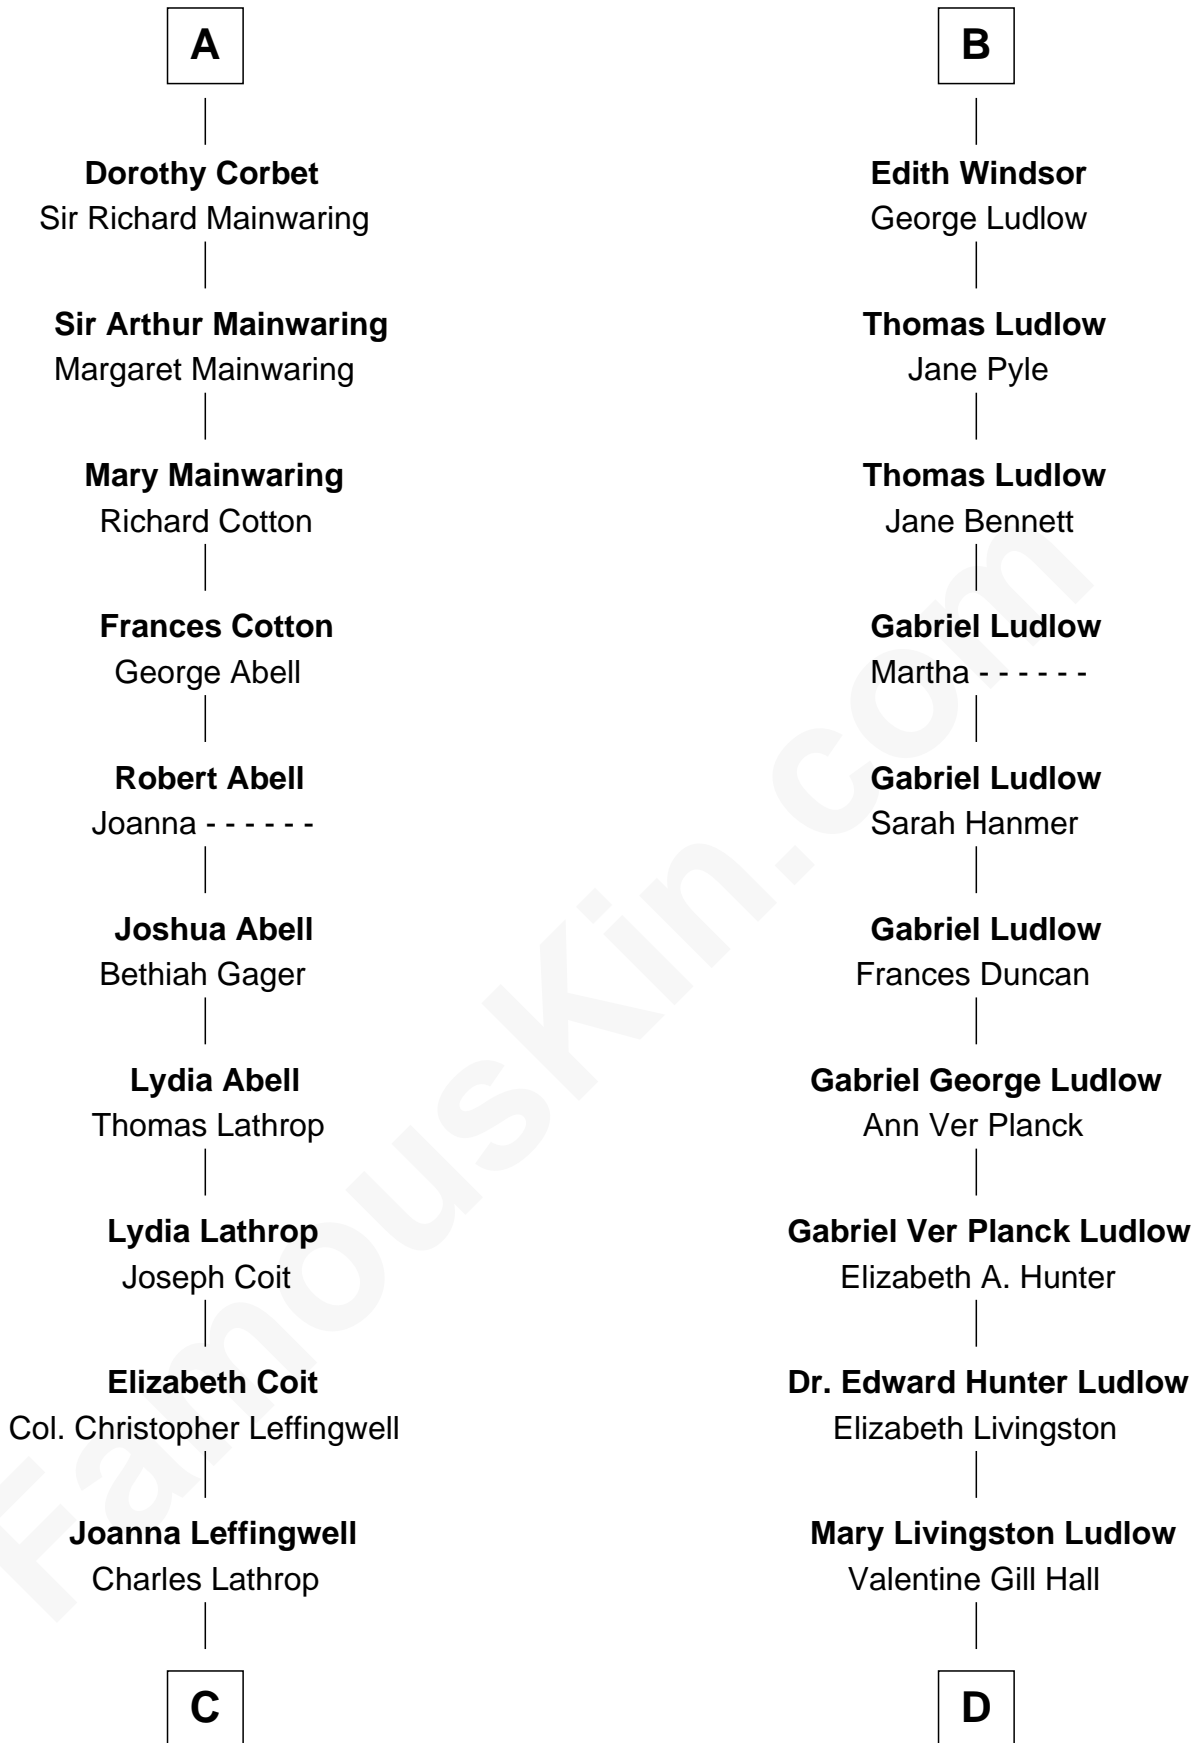 A
Dorothy Corbet
Sir Richard Mainwaring
Sir Arthur Mainwaring
Margaret Mainwaring
Mary Mainwaring
Richard Cotton
Frances Cotton
George Abell
Robert Abell
Joanna - - - - - -
Joshua Abell
Bethiah Gager
Lydia Abell
Thomas Lathrop
Lydia Lathrop
Joseph Coit
Elizabeth Coit
Col. Christopher Leffingwell
Joanna Leffingwell
Charles Lathrop
C
B
Edith Windsor
George Ludlow
Thomas Ludlow
Jane Pyle
Thomas Ludlow
Jane Bennett
Gabriel Ludlow
Martha - - - - - -
Gabriel Ludlow
Sarah Hanmer
Gabriel Ludlow
Frances Duncan
Gabriel George Ludlow
Ann Ver Planck
Gabriel Ver Planck Ludlow
Elizabeth A. Hunter
Dr. Edward Hunter Ludlow
Elizabeth Livingston
Mary Livingston Ludlow
Valentine Gill Hall
D
FamousKin.com